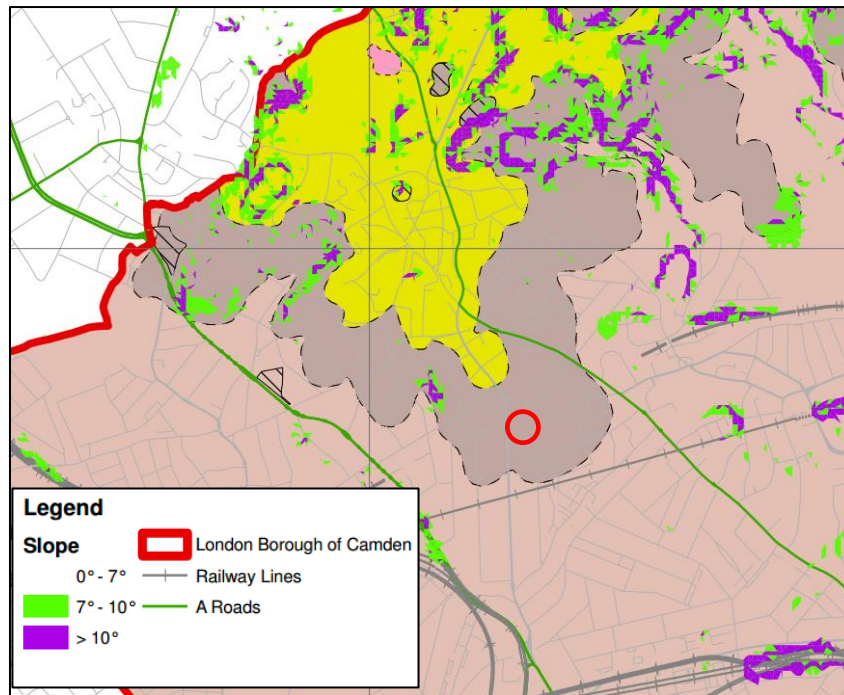 Legend
Slope
London Borough of Camden
0° - 7°
Railway Lines
7° - 10°
A Roads
> 10°